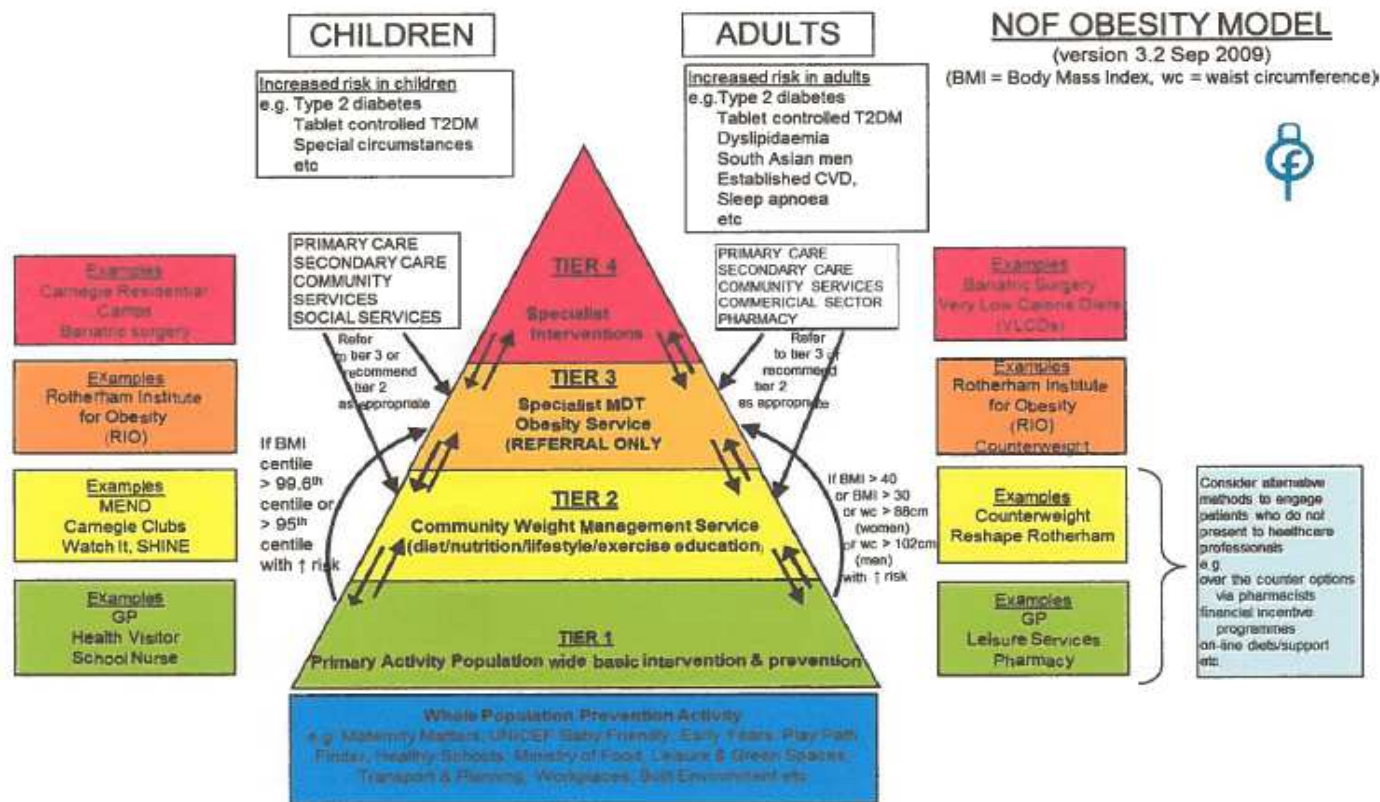 CHILDREN
ADULTS
NOF OBESITY MODEL
(version 3.2 Sep 2009)
(BMI = Body Mass Index, wc = waist circumference)
Increased risk in children
e.g. Type 2 diabetes
Tablet controlled T2DM
Special circumstances
etc
Increased risk in adults
e.g.Type 2 diabetes
Tablet controlled T2DM
Dyslipidaemia
South Asian men
Established CVD,
Sleep apnoea
etc
PRIMARY CARE
SECONDARY CARE
COMMUNITY
SERVICES
SOCIAL SERVICES
PRIMARY CARE
SECONDARY CARE
COMMUNITY SERVICES
COMMERICIAL SECTOR
PHARMACY
Examples
Carnegie Residential
Camps
Bariatric surgery
Examples
Rotherham Institute
for Obesity
(RIO)
Examples
MEND
Carnegie Clubs
Watch It, SHINE
Examples
GP
Health Visitor
School Nurse
Refer
to tier 3 or
recommend
tier 2
as appropriate
If BMI
centile
> 99.6th
centile or
> 95th
centile
with ↑ risk
TIER 4
Specialist
Interventions
TIER 3
Specialist MDT
Obesity Service
(REFERRAL ONLY
TIER 2
Community Weight Management Service
(diet/nutrition/lifestyle/exercise education)
TIER 1
Primary Activity Population wide basic intervention & prevention
Whole Population Prevention Activity
e.g. Maternity Matters, UNICEF Baby Friendly, Early Years, Play Path
Finder, Healthy Schools, Ministry of Food, Leisure & Green Spaces,
Transport & Planning, Workplaces, Built Environment etc
Refer
to tier 3 or
recommend
tier 2
as appropriate
If BMI > 40
or BMI > 30
or wc > 88cm
(women)
or wc > 102cm
(men)
with ↑ risk
Examples
Bariatric Surgery
Very Low Calorie Diets
(VLCDs)
Examples
Rotherham Institute
for Obesity
(RIO)
Counterweight
Examples
Counterweight
Reshape Rotherham
Examples
GP
Leisure Services
Pharmacy
Consider alternative
methods to engage
patients who do not
present to healthcare
professionals
e.g.
over the counter options
via pharmacists
financial incentive
programmes
on-line diets/support
etc